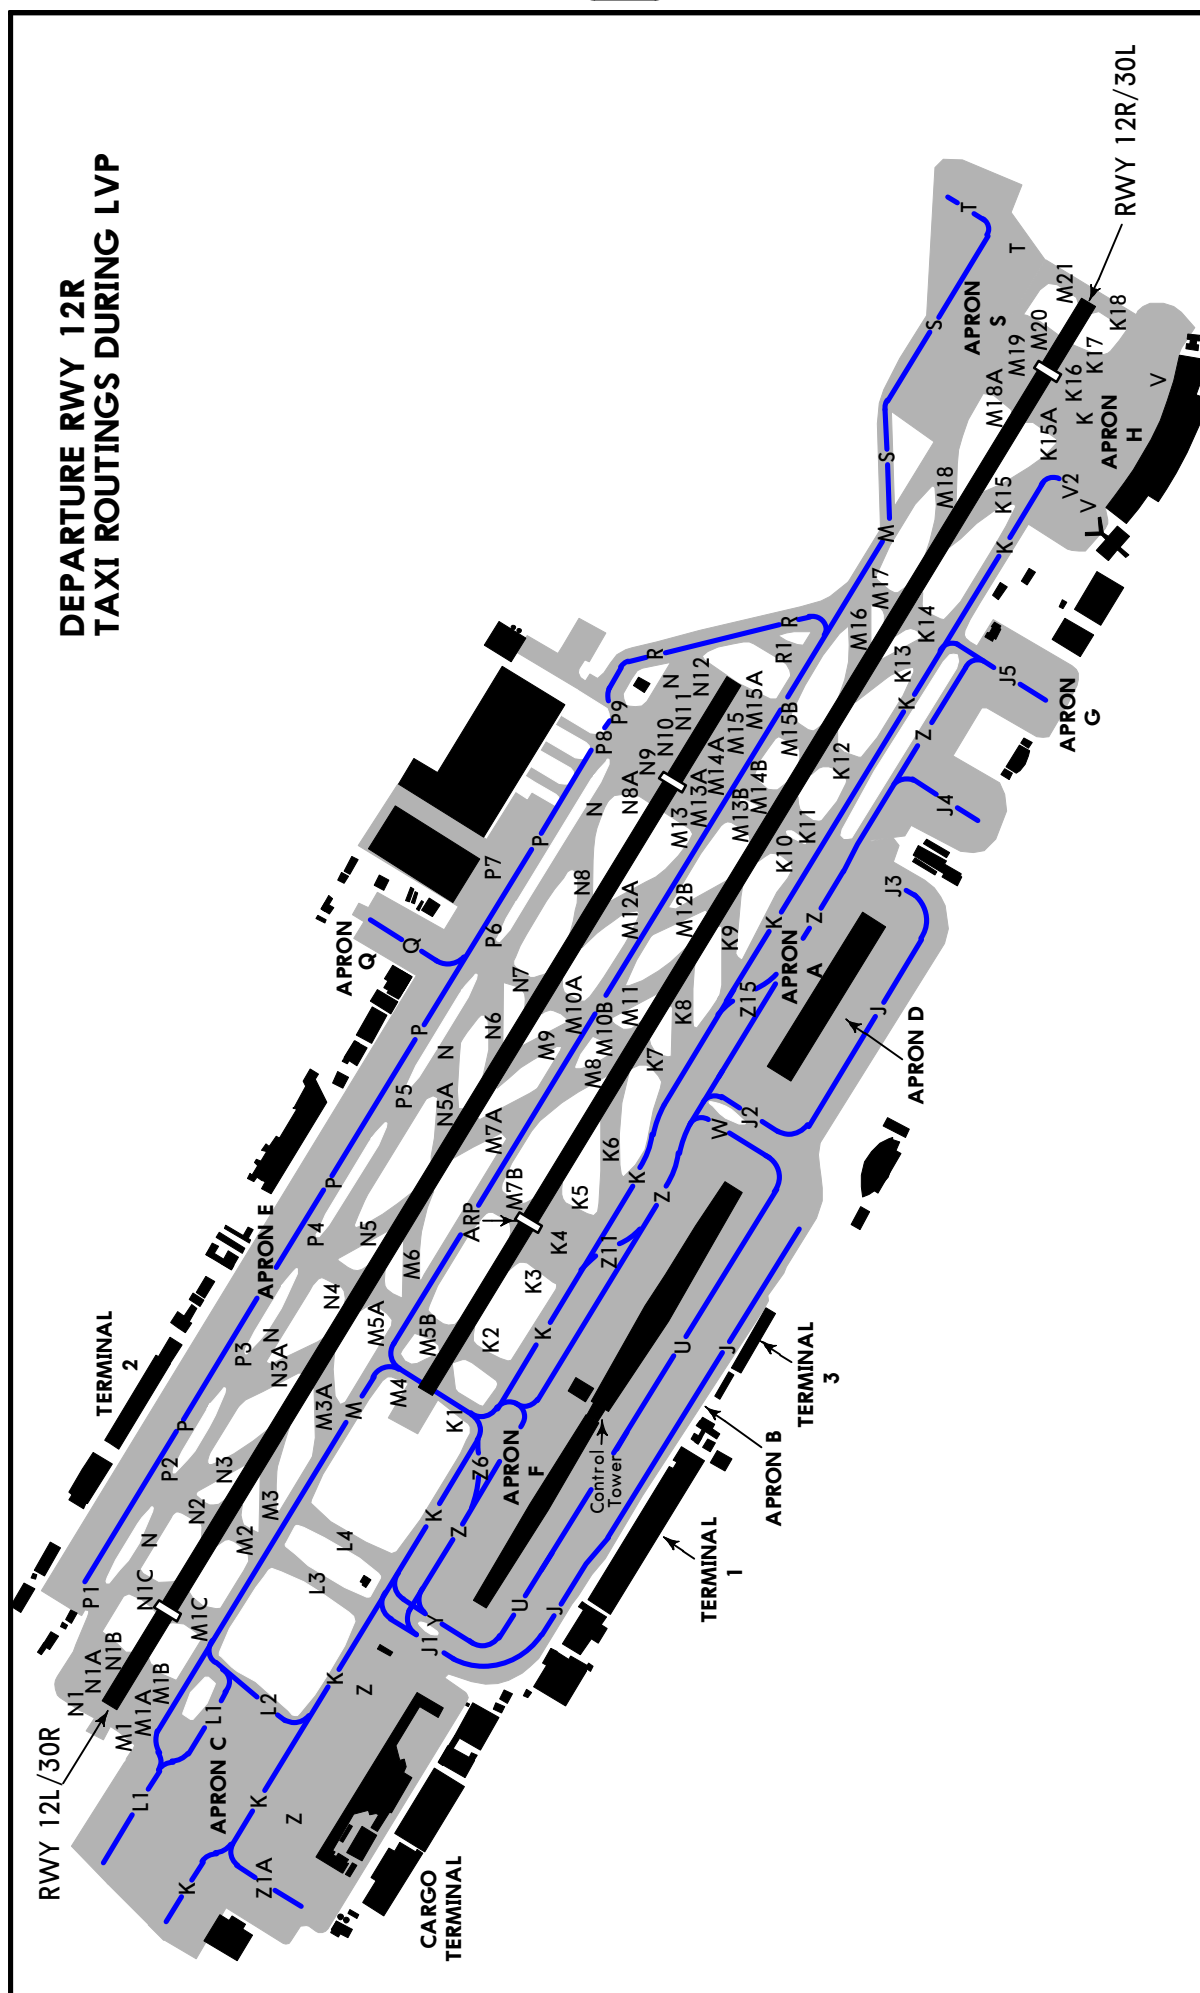 DEPARTURE RWY 12R
TAXI ROUTINGS DURING LVP
RWY 12R/30L
T
T
S
APRON
S
M21
M20
M19
K18
K17
K16
M18A
K
K15A
APRON
H
V
S
M
M18
K15
V2
V
K
M17
M16
K14
K13
R
R
R1
N
N12
N11
N10
N9
N8A
N
N8
P9
P8
P
P7
P6
M15A
M15
M15B
M14A
M14B
M13A
M13B
M13
K
K12
K11
K10
Z
J5
APRON
G
J4
J3
APRON
Q
Q
M12A
M12B
K9
K
Z
APRON
A
N7
N6
N
N5A
M10A
M10B
M11
M9
M8
K8
K7
Z15
J
APRON D
J2
W
P
P5
P
P4
N5
M7A
M7B
ARP
K6
K5
K4
K3
K2
K
Z
Z11
K
APRON E
N4
M6
M5A
M5B
M4
K1
P3
N
N3A
M3A
M
TERMINAL
2
P
P2
N3
N2
N
M3
M2
L4
L3
Z6
APRON
F
Control
Tower
U
J
TERMINAL
3
APRON B
TERMINAL
1
K
Z
U
J
Y
J1
P1
N1C
N1B
N1A
N1
M1C
M1B
M1A
M1
RWY 12L/30R
L1
L2
K
Z
L1
APRON C
K
Z
K
Z1A
CARGO
TERMINAL